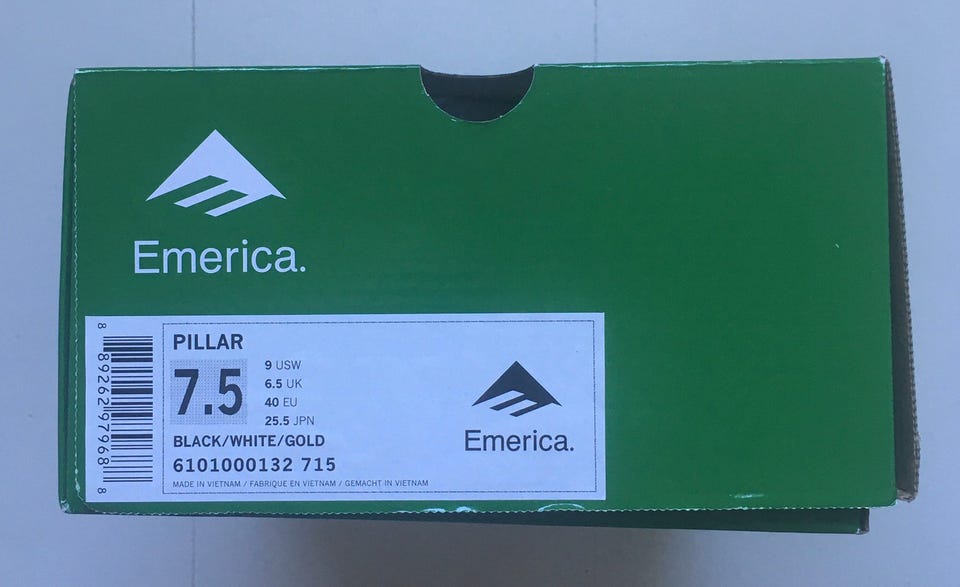 Emerica.
8 89262 97968 8
PILLAR
7.5
9 USW
6.5 UK
40 EU
25.5 JPN
BLACK/WHITE/GOLD
6101000132 715
MADE IN VIETNAM / FABRIQUE EN VIETNAM / GEMACHT IN VIETNAM
Emerica.